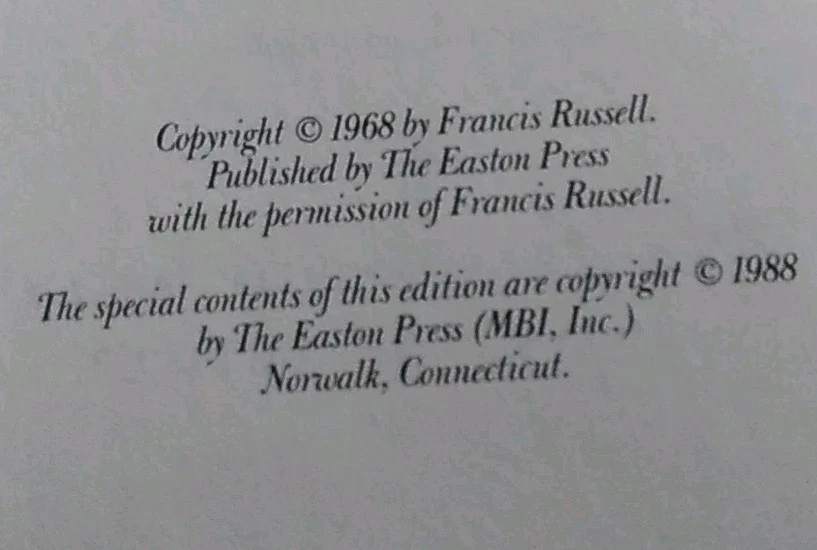 Copyright © 1968 by Francis Russell.
Published by The Easton Press
with the permission of Francis Russell.
The special contents of this edition are copyright © 1988
by The Easton Press (MBI, Inc.)
Norwalk, Connecticut.